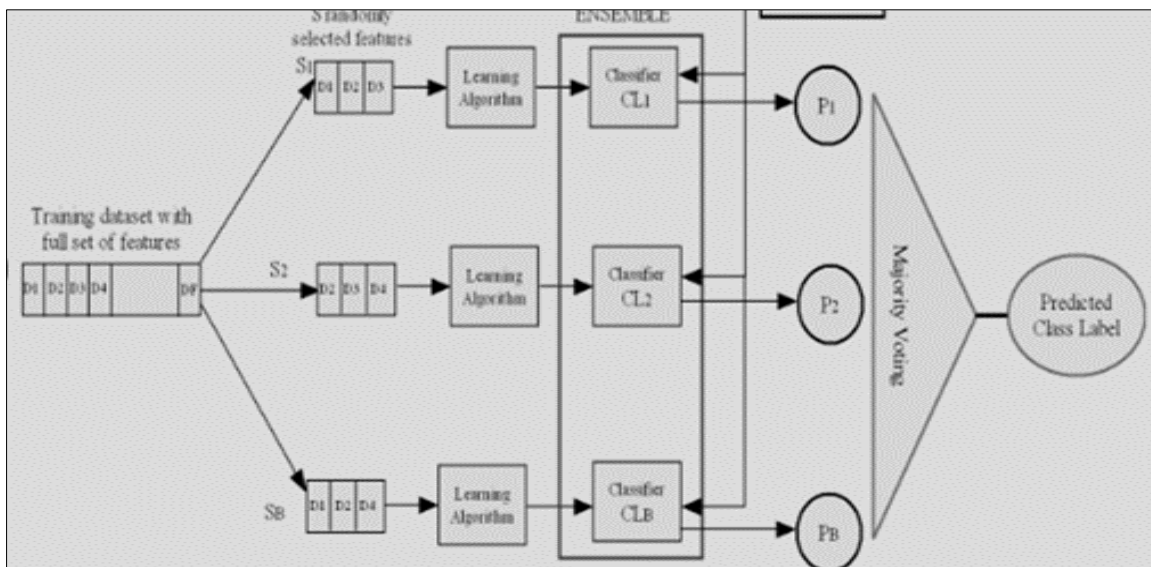 S randomly
selected features
ENSEMBLE
S1
D1 D2 D3
Learning
Algorithm
Classifier
CL1
P1
Training dataset with
full set of features
D1 D2 D3 D4 DF
S2
D2 D3 D4
Learning
Algorithm
Classifier
CL2
P2
Majority Voting
Predicted
Class Label
SB
D1 D2 D4
Learning
Algorithm
Classifier
CLB
PB